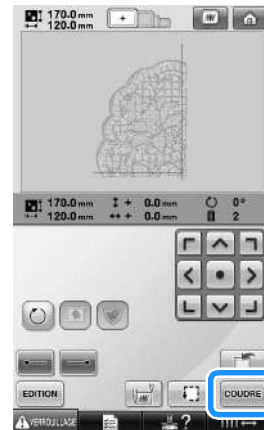 170.0 mm
120.0 mm
170.0 mm + 0.0 mm 0°
120.0 mm + 0.0 mm 2
EDITION COUDRE
VERROUILLAGE ?